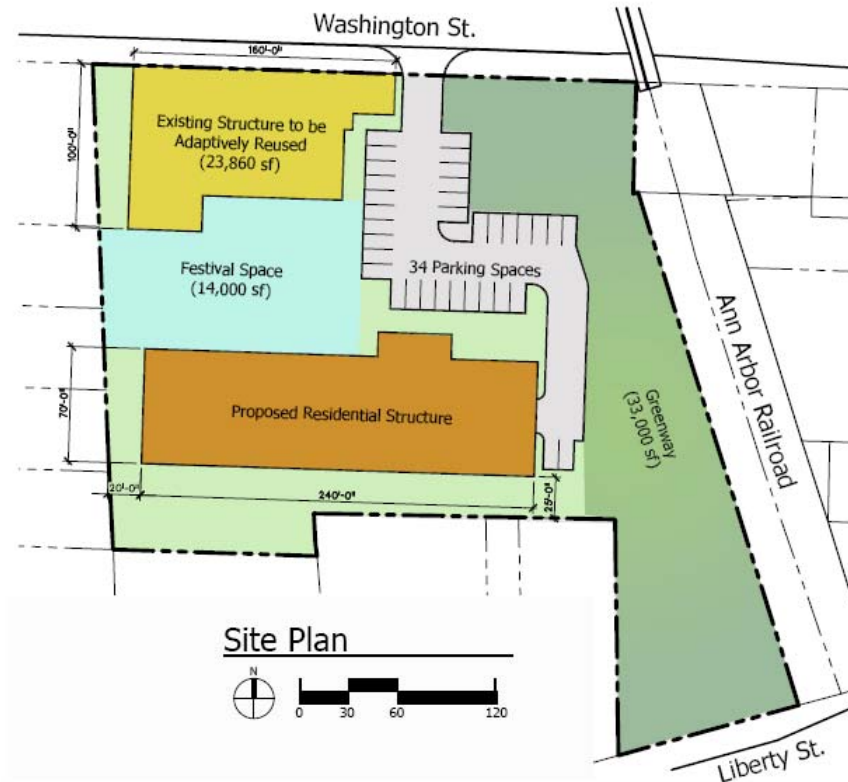 Washington St.
160'-0"
100'-0"
Existing Structure to be
Adaptively Reused
(23,860 sf)
Festival Space
(14,000 sf)
34 Parking Spaces
Ann Arbor Railroad
Greenway
(33,000 sf)
70'-0"
Proposed Residential Structure
20'-0"
240'-0"
25'-0"
Site Plan
N
0 30 60 120
Liberty St.